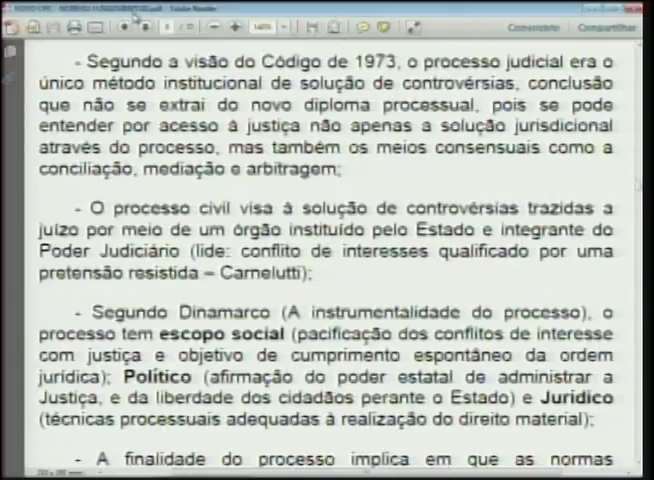 - Segundo a visão do Código de 1973, o processo judicial era o
único método institucional de solução de controvérsias, conclusão
que não se extrai do novo diploma processual, pois se pode
entender por acesso à justiça não apenas a solução jurisdicional
através do processo, mas também os meios consensuais como a
conciliação, mediação e arbitragem;
- O processo civil visa à solução de controvérsias trazidas a
juízo por meio de um órgão instituído pelo Estado e integrante do
Poder Judiciário (lide: conflito de interesses qualificado por uma
pretensão resistida – Carnelutti);
- Segundo Dinamarco (A instrumentalidade do processo), o
processo tem escopo social (pacificação dos conflitos de interesse
com justiça e objetivo de cumprimento espontâneo da ordem
jurídica); Político (afirmação do poder estatal de administrar a
Justiça, e da liberdade dos cidadãos perante o Estado) e Jurídico
(técnicas processuais adequadas à realização do direito material);
- A finalidade do processo implica em que as normas